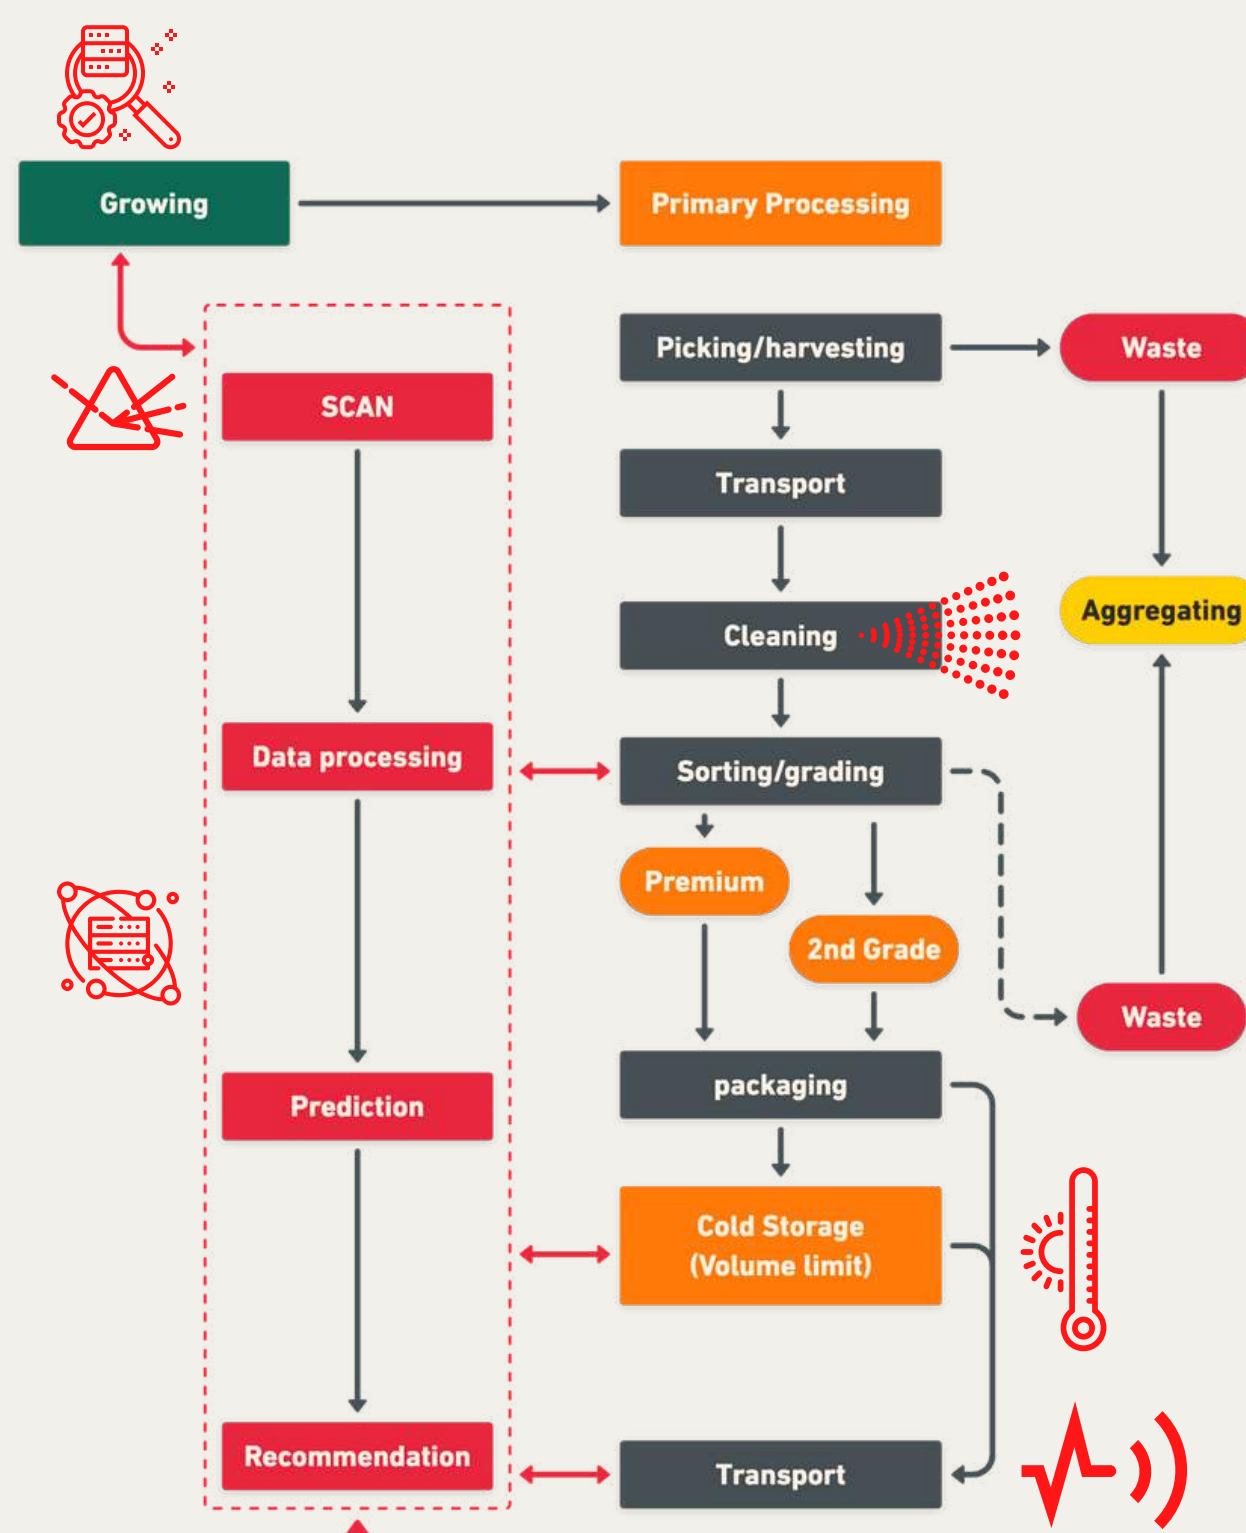 Growing
Primary Processing
Picking/harvesting
Waste
SCAN
Transport
Aggregating
Cleaning
Data processing
Sorting/grading
Premium
2nd Grade
Waste
packaging
Prediction
Cold Storage
(Volume limit)
Recommendation
Transport